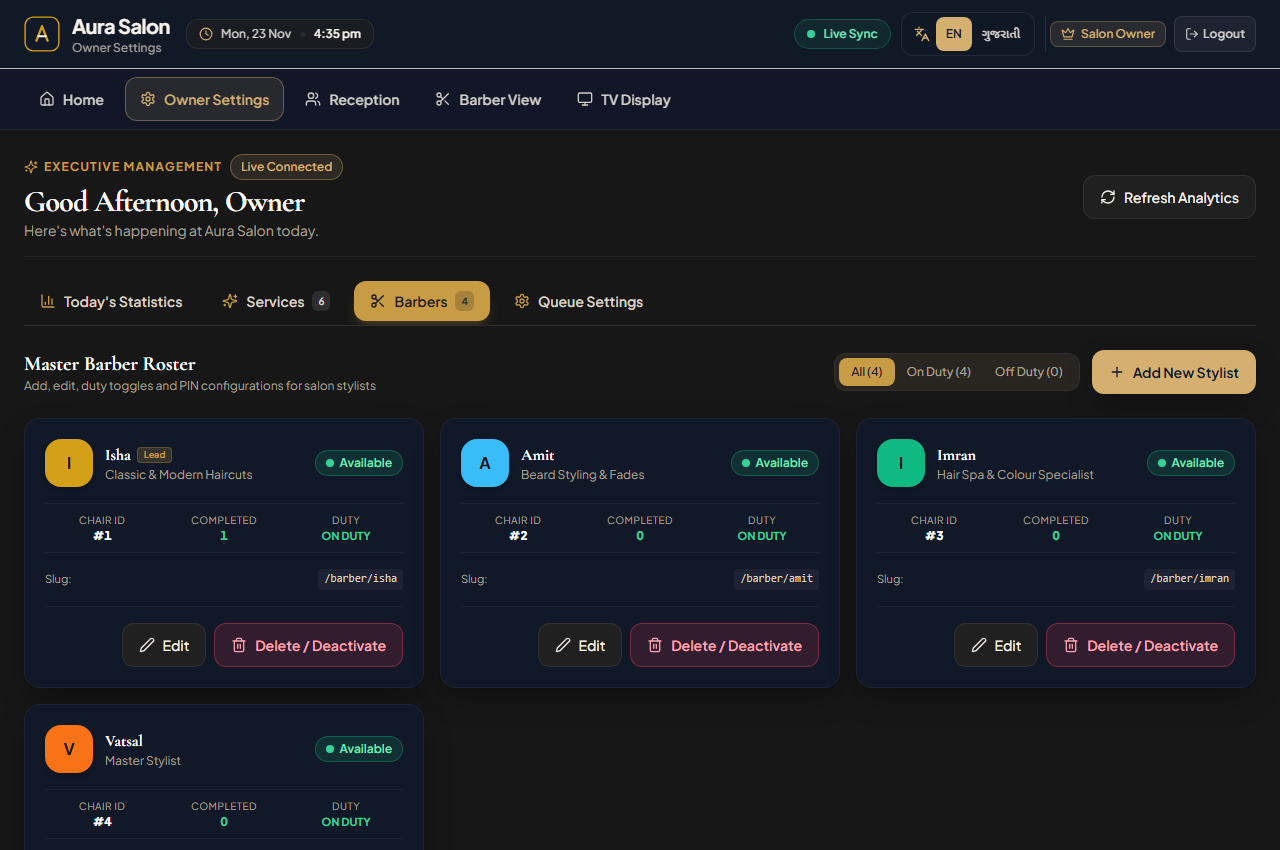 A
Aura Salon
Owner Settings
Mon, 23 Nov • 4:35 pm
Live Sync
EN
ગુજરાતી
Salon Owner
Logout
Home
Owner Settings
Reception
Barber View
TV Display
EXECUTIVE MANAGEMENT
Live Connected
Good Afternoon, Owner
Here's what's happening at Aura Salon today.
Refresh Analytics
Today's Statistics
Services 6
Barbers 4
Queue Settings
Master Barber Roster
Add, edit, duty toggles and PIN configurations for salon stylists
All (4)
On Duty (4)
Off Duty (0)
Add New Stylist
I
Isha Lead
Classic & Modern Haircuts
Available
CHAIR ID COMPLETED DUTY
#1 1 ON DUTY
Slug: /barber/isha
Edit
Delete / Deactivate
A
Amit
Beard Styling & Fades
Available
CHAIR ID COMPLETED DUTY
#2 0 ON DUTY
Slug: /barber/amit
Edit
Delete / Deactivate
I
Imran
Hair Spa & Colour Specialist
Available
CHAIR ID COMPLETED DUTY
#3 0 ON DUTY
Slug: /barber/imran
Edit
Delete / Deactivate
V
Vatsal
Master Stylist
Available
CHAIR ID COMPLETED DUTY
#4 0 ON DUTY